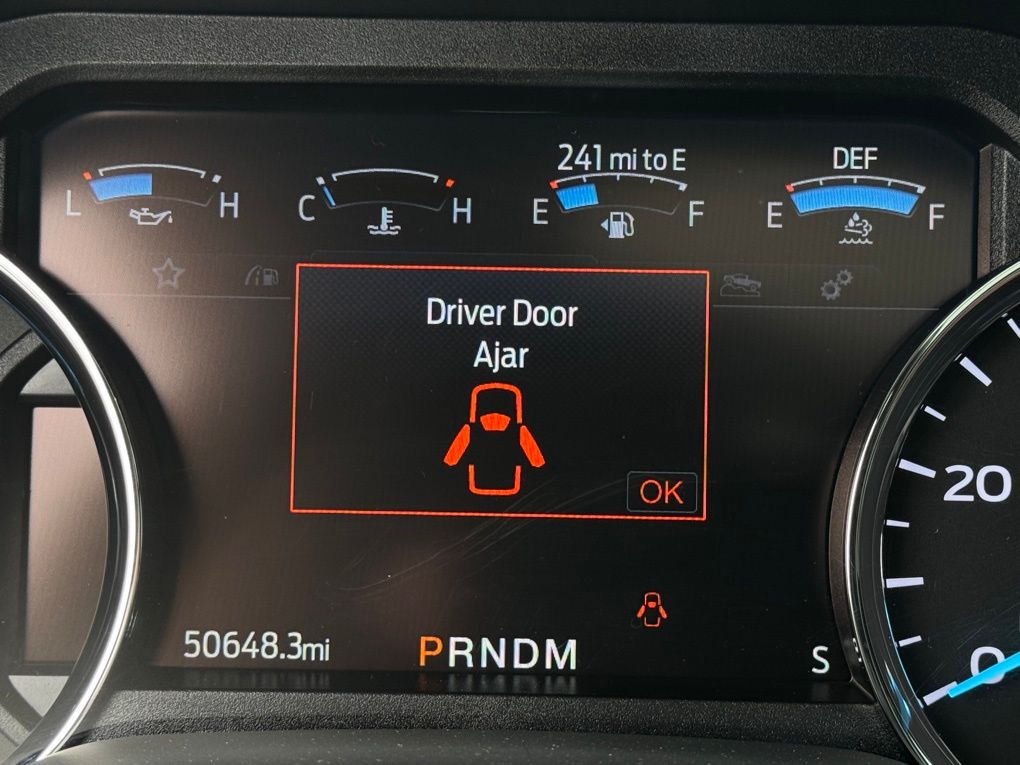 241 mi to E
DEF
L H
C H
E F
E F
Driver Door
Ajar
OK
20
0
50648.3mi
PRNDM
S